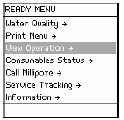 READY MENU
Water Quality →
Print Menu →
View Operation →
Consumables Status →
Call Millipore →
Service Tracking →
Information →